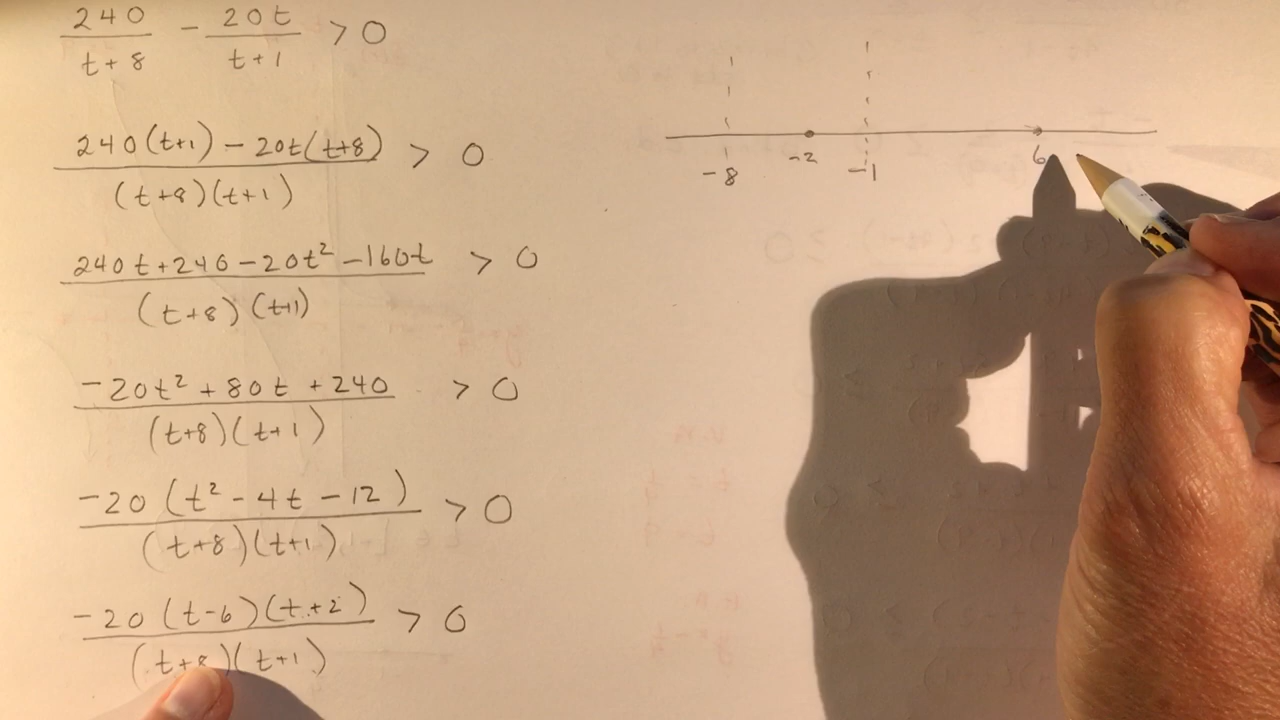 240/(t+8) - 20t/(t+1) > 0
240(t+1) - 20t(t+8) / (t+8)(t+1) > 0
240t+240-20t²-160t / (t+8)(t+1) > 0
-20t²+80t+240 / (t+8)(t+1) > 0
-20(t²-4t-12) / (t+8)(t+1) > 0
-20(t-6)(t+2) / (t+8)(t+1) > 0
-8 -2 -1 6